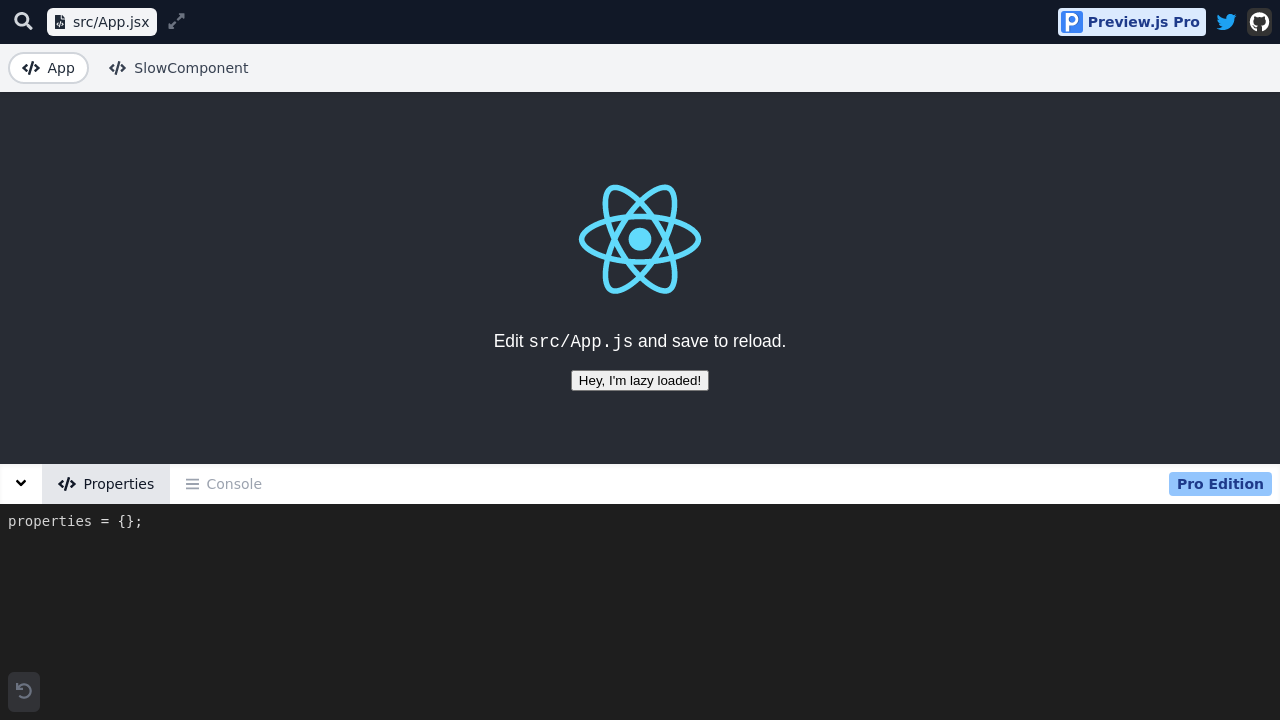 src/App.jsx
Preview.js Pro
App
SlowComponent
Edit src/App.js and save to reload.
Hey, I'm lazy loaded!
Properties
Console
Pro Edition
properties = {};